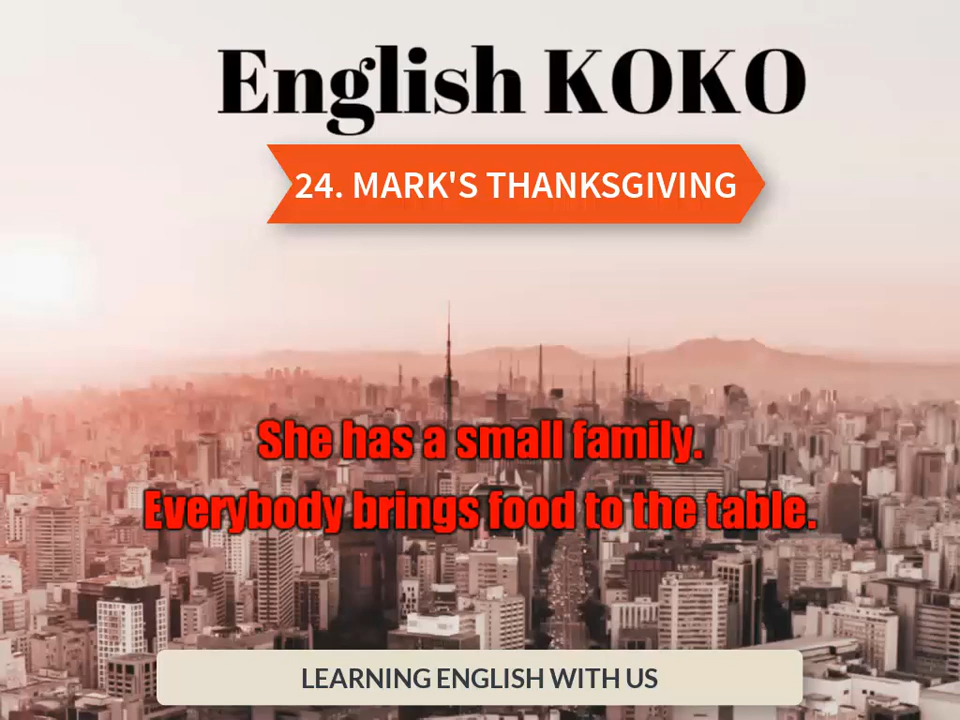 English KOKO
24. MARK'S THANKSGIVING
She has a small family.
Everybody brings food to the table.
LEARNING ENGLISH WITH US